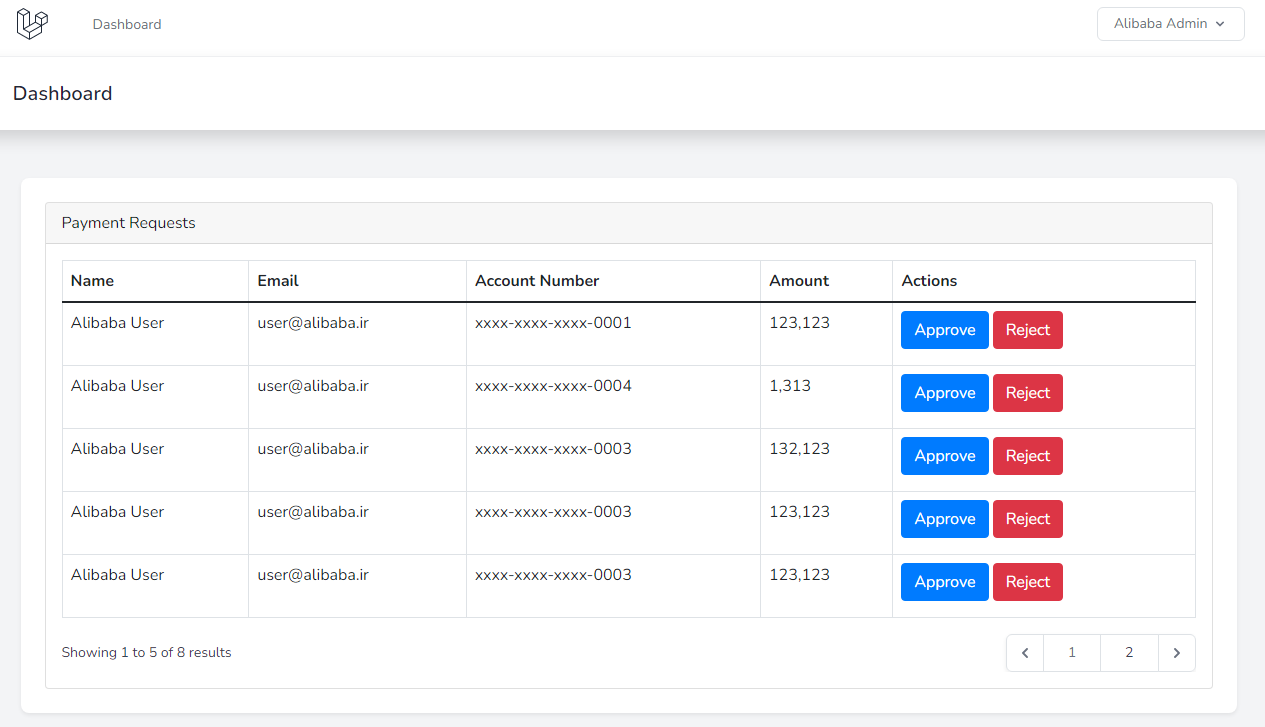 Dashboard
Alibaba Admin
Dashboard
Payment Requests
Name Email Account Number Amount Actions
Alibaba User user@alibaba.ir xxxx-xxxx-xxxx-0001 123,123 Approve Reject
Alibaba User user@alibaba.ir xxxx-xxxx-xxxx-0004 1,313 Approve Reject
Alibaba User user@alibaba.ir xxxx-xxxx-xxxx-0003 132,123 Approve Reject
Alibaba User user@alibaba.ir xxxx-xxxx-xxxx-0003 123,123 Approve Reject
Alibaba User user@alibaba.ir xxxx-xxxx-xxxx-0003 123,123 Approve Reject
Showing 1 to 5 of 8 results
1 2